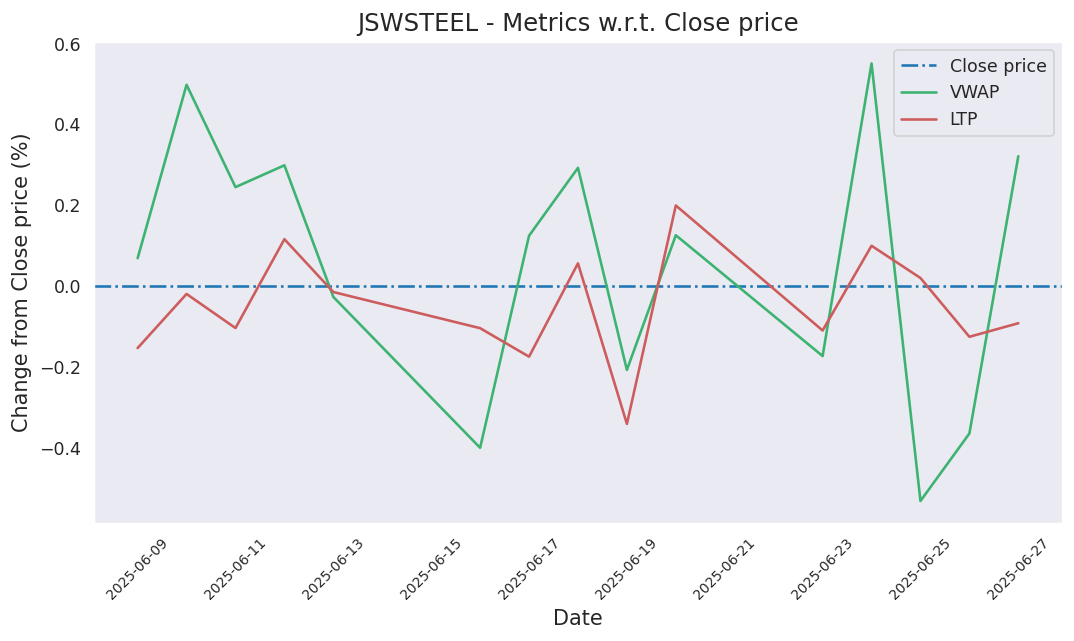 JSWSTEEL - Metrics w.r.t. Close price
Close price
VWAP
LTP
Change from Close price (%)
0.6
0.4
0.2
0.0
−0.2
−0.4
2025-06-09
2025-06-11
2025-06-13
2025-06-15
2025-06-17
2025-06-19
2025-06-21
2025-06-23
2025-06-25
2025-06-27
Date